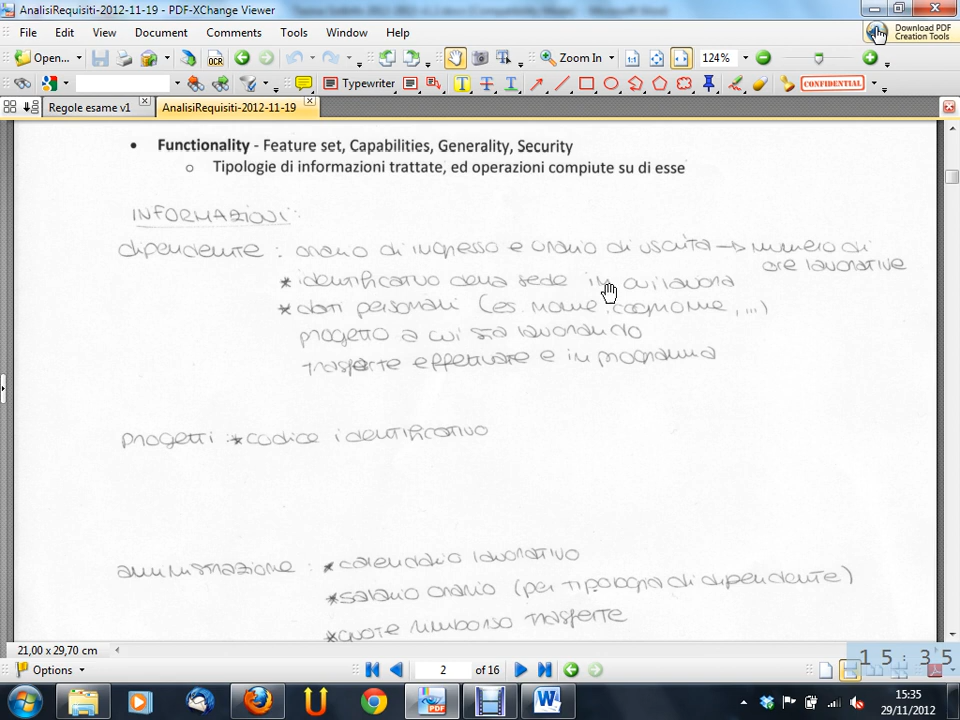 AnalisiRequisiti-2012-11-19 - PDF-XChange Viewer
File Edit View Document Comments Tools Window Help
Download PDF
Creation Tools
Open... OCR Zoom In 124%
Typewriter CONFIDENTIAL
Regole esame v1 AnalisiRequisiti-2012-11-19
• Functionality - Feature set, Capabilities, Generality, Security
o Tipologie di informazioni trattate, ed operazioni compiute su di esse
INFORMAZIONI:
dipendente : orario di ingresso e orario di uscita → numero di
ore lavorative
* identificativo della sede in cui lavora
* dati personali (es. nome, cognome, ...)
progetto a cui sta lavorando
trasferte effettuate e in programma
progetti : * codice identificativo
amministrazione : * calendario lavorativo
* salario orario (per tipologia di dipendente)
* quote rimborso trasferte
21,00 x 29,70 cm
15:35
Options 2 of 16
15:35
29/11/2012